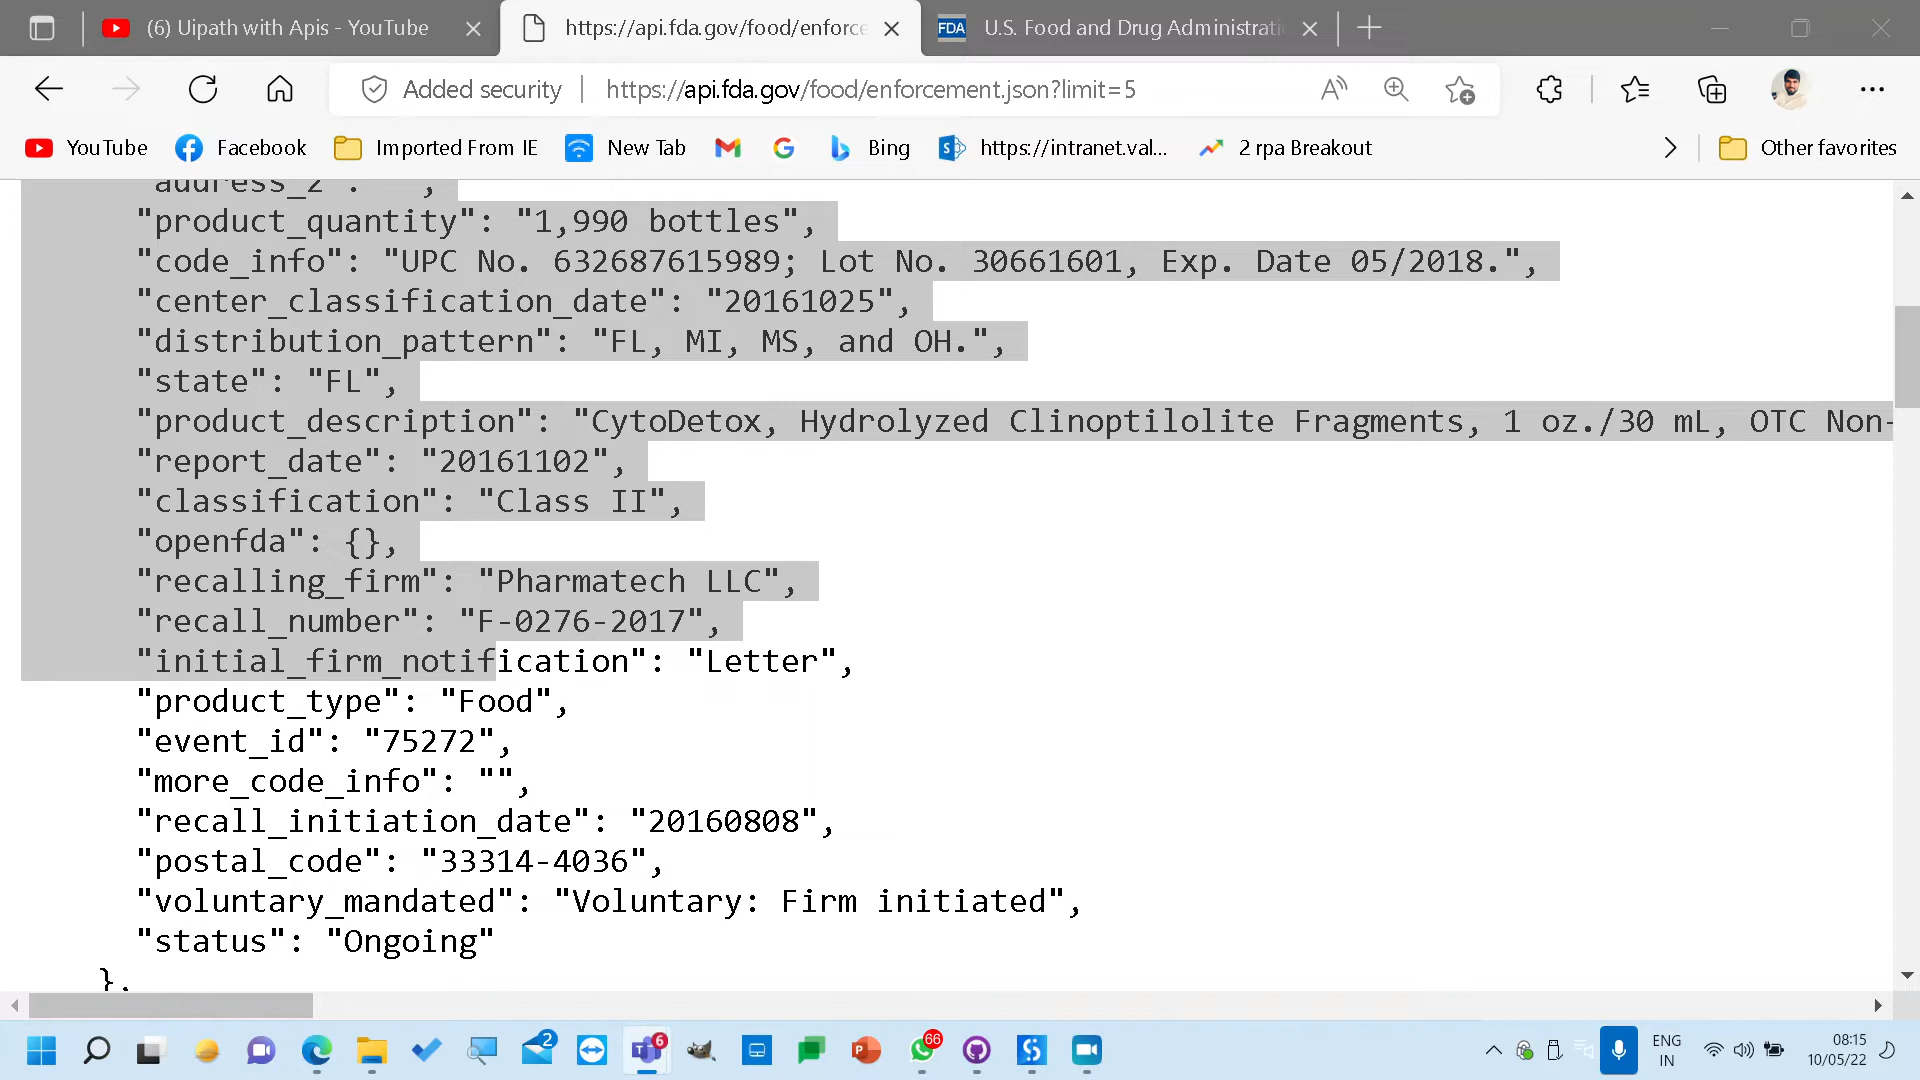 (6) Uipath with Apis - YouTube
https://api.fda.gov/food/enforce
FDA U.S. Food and Drug Administrati
Added security https://api.fda.gov/food/enforcement.json?limit=5
YouTube Facebook Imported From IE New Tab Bing https://intranet.val... 2 rpa Breakout Other favorites
"address_2": "",
"product_quantity": "1,990 bottles",
"code_info": "UPC No. 632687615989; Lot No. 30661601, Exp. Date 05/2018.",
"center_classification_date": "20161025",
"distribution_pattern": "FL, MI, MS, and OH.",
"state": "FL",
"product_description": "CytoDetox, Hydrolyzed Clinoptilolite Fragments, 1 oz./30 mL, OTC Non-
"report_date": "20161102",
"classification": "Class II",
"openfda": {},
"recalling_firm": "Pharmatech LLC",
"recall_number": "F-0276-2017",
"initial_firm_notification": "Letter",
"product_type": "Food",
"event_id": "75272",
"more_code_info": "",
"recall_initiation_date": "20160808",
"postal_code": "33314-4036",
"voluntary_mandated": "Voluntary: Firm initiated",
"status": "Ongoing"
},
2 6 66
ENG
IN
08:15
10/05/22